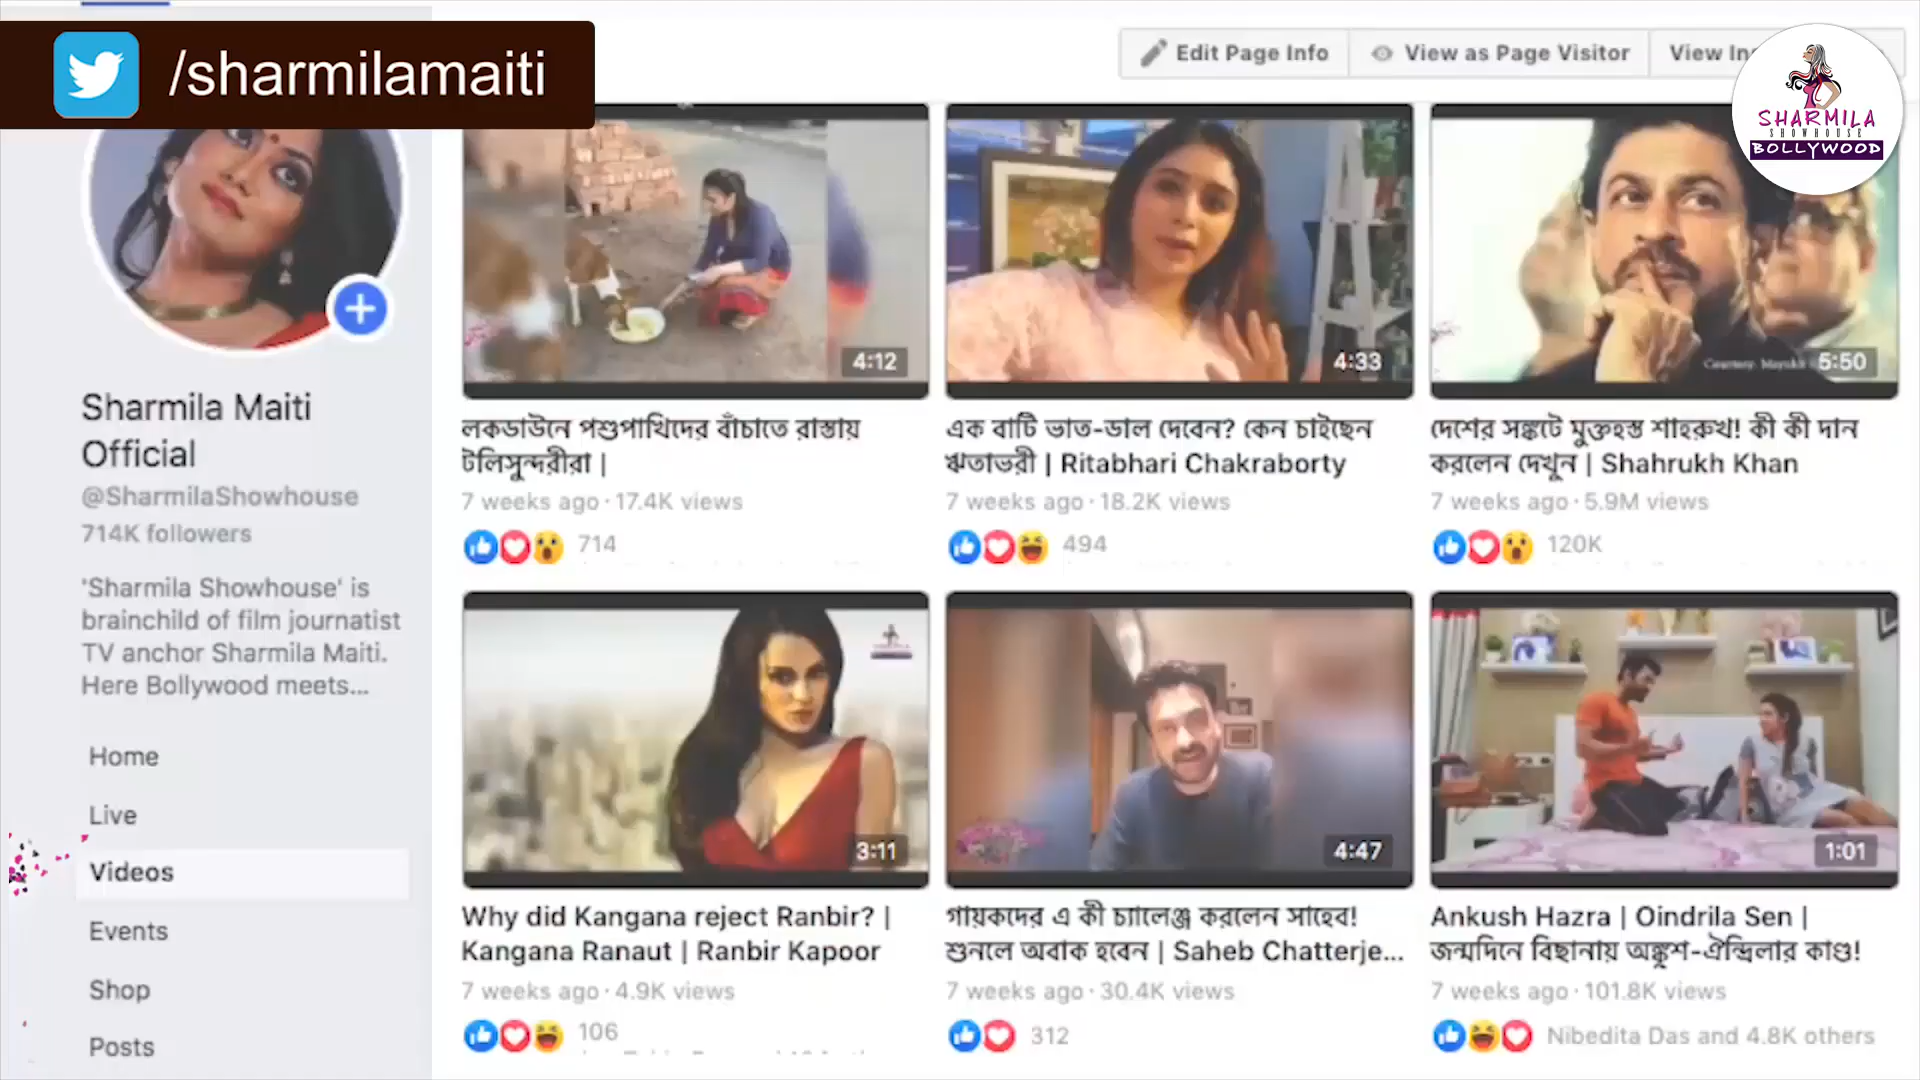 /sharmilamaiti
Edit Page Info
View as Page Visitor
View
SHARMILA
SHOWHOUSE
BOLLYWOOD
Sharmila Maiti
Official
@SharmilaShowhouse
714K followers
'Sharmila Showhouse' is
brainchild of film journatist
TV anchor Sharmila Maiti.
Here Bollywood meets...
Home
Live
Videos
Events
Shop
Posts
4:12
লকডাউনে পশুপাখিদের বাঁচাতে রাস্তায়
টলিসুন্দরীরা |
7 weeks ago · 17.4K views
714
4:33
এক বাটি ভাত-ডাল দেবেন? কেন চাইছেন
ঋতাভরী | Ritabhari Chakraborty
7 weeks ago · 18.2K views
494
Courtesy:
5:50
দেশের সঙ্কটে মুক্তহস্ত শাহরুখ! কী কী দান
করলেন দেখুন | Shahrukh Khan
7 weeks ago · 5.9M views
120K
3:11
Why did Kangana reject Ranbir? |
Kangana Ranaut | Ranbir Kapoor
7 weeks ago · 4.9K views
106
4:47
গায়কদের এ কী চ্যালেঞ্জ করলেন সাহেব!
শুনলে অবাক হবেন | Saheb Chatterje...
7 weeks ago · 30.4K views
312
1:01
Ankush Hazra | Oindrila Sen |
জন্মদিনে বিছানায় অঙ্কুশ-ঐন্দ্রিলার কাণ্ড!
7 weeks ago · 101.8K views
Nibedita Das and 4.8K others